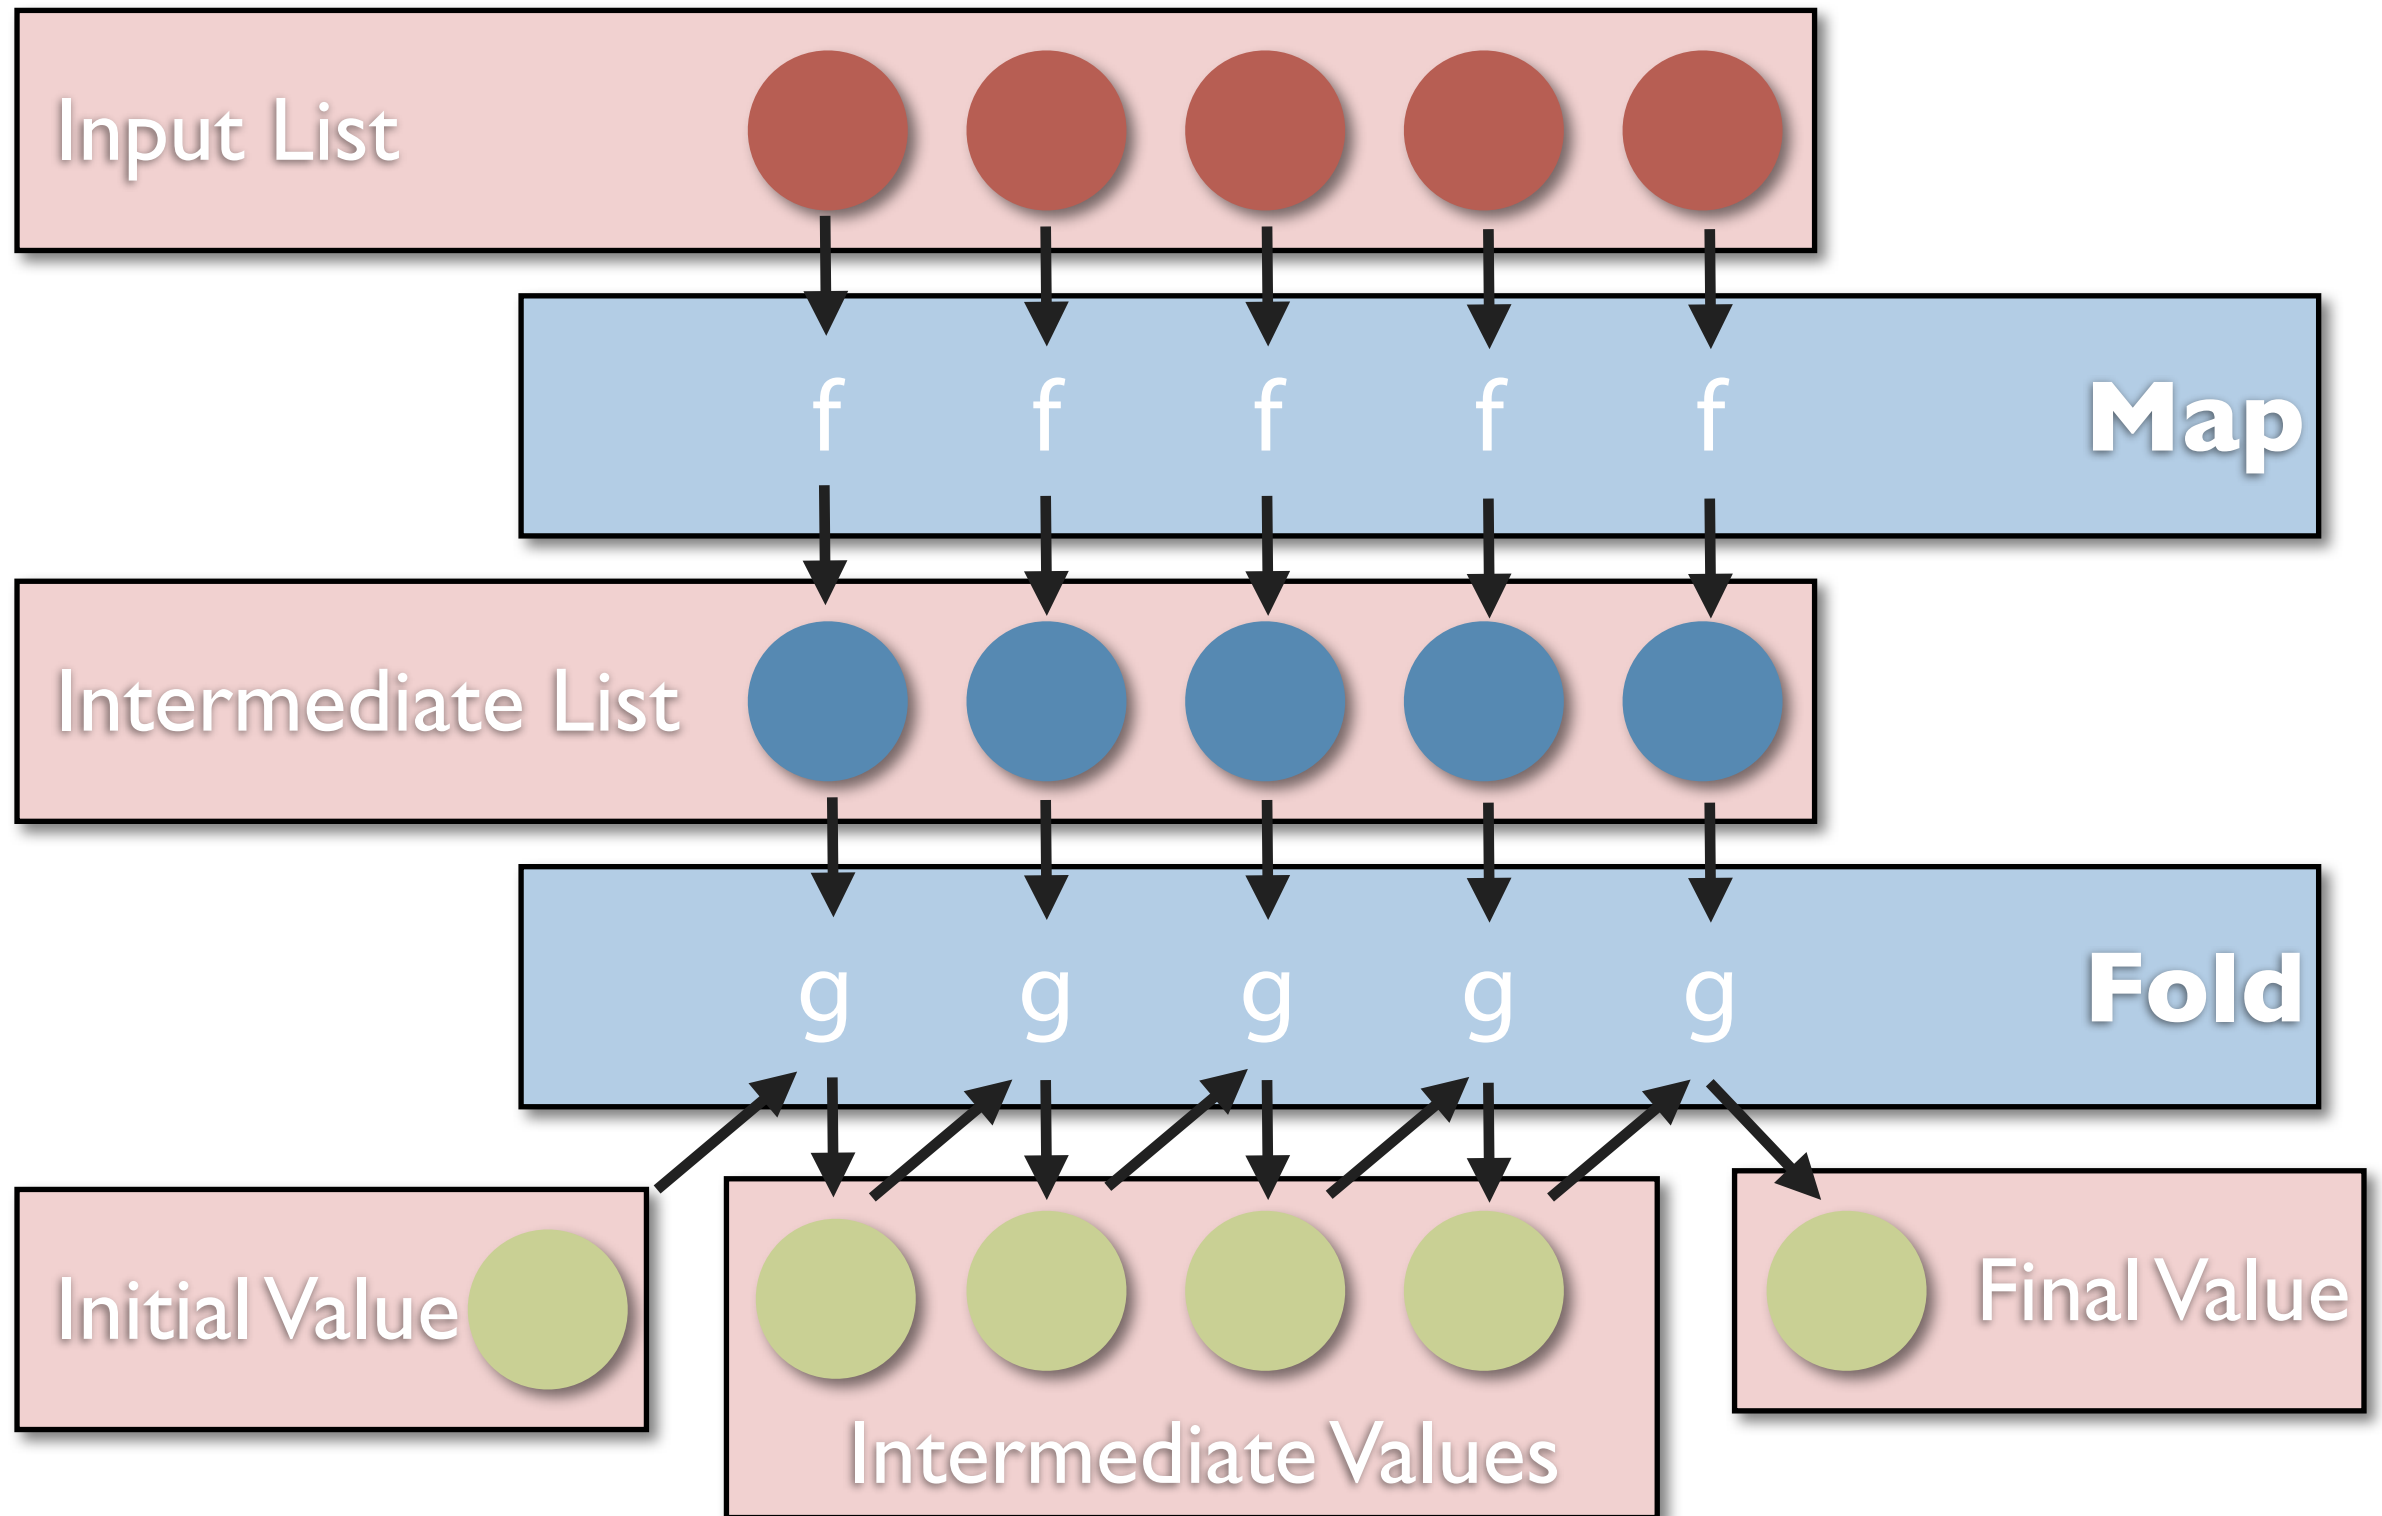 Input List
f f f f f Map
Intermediate List
g g g g g Fold
Initial Value
Final Value
Intermediate Values